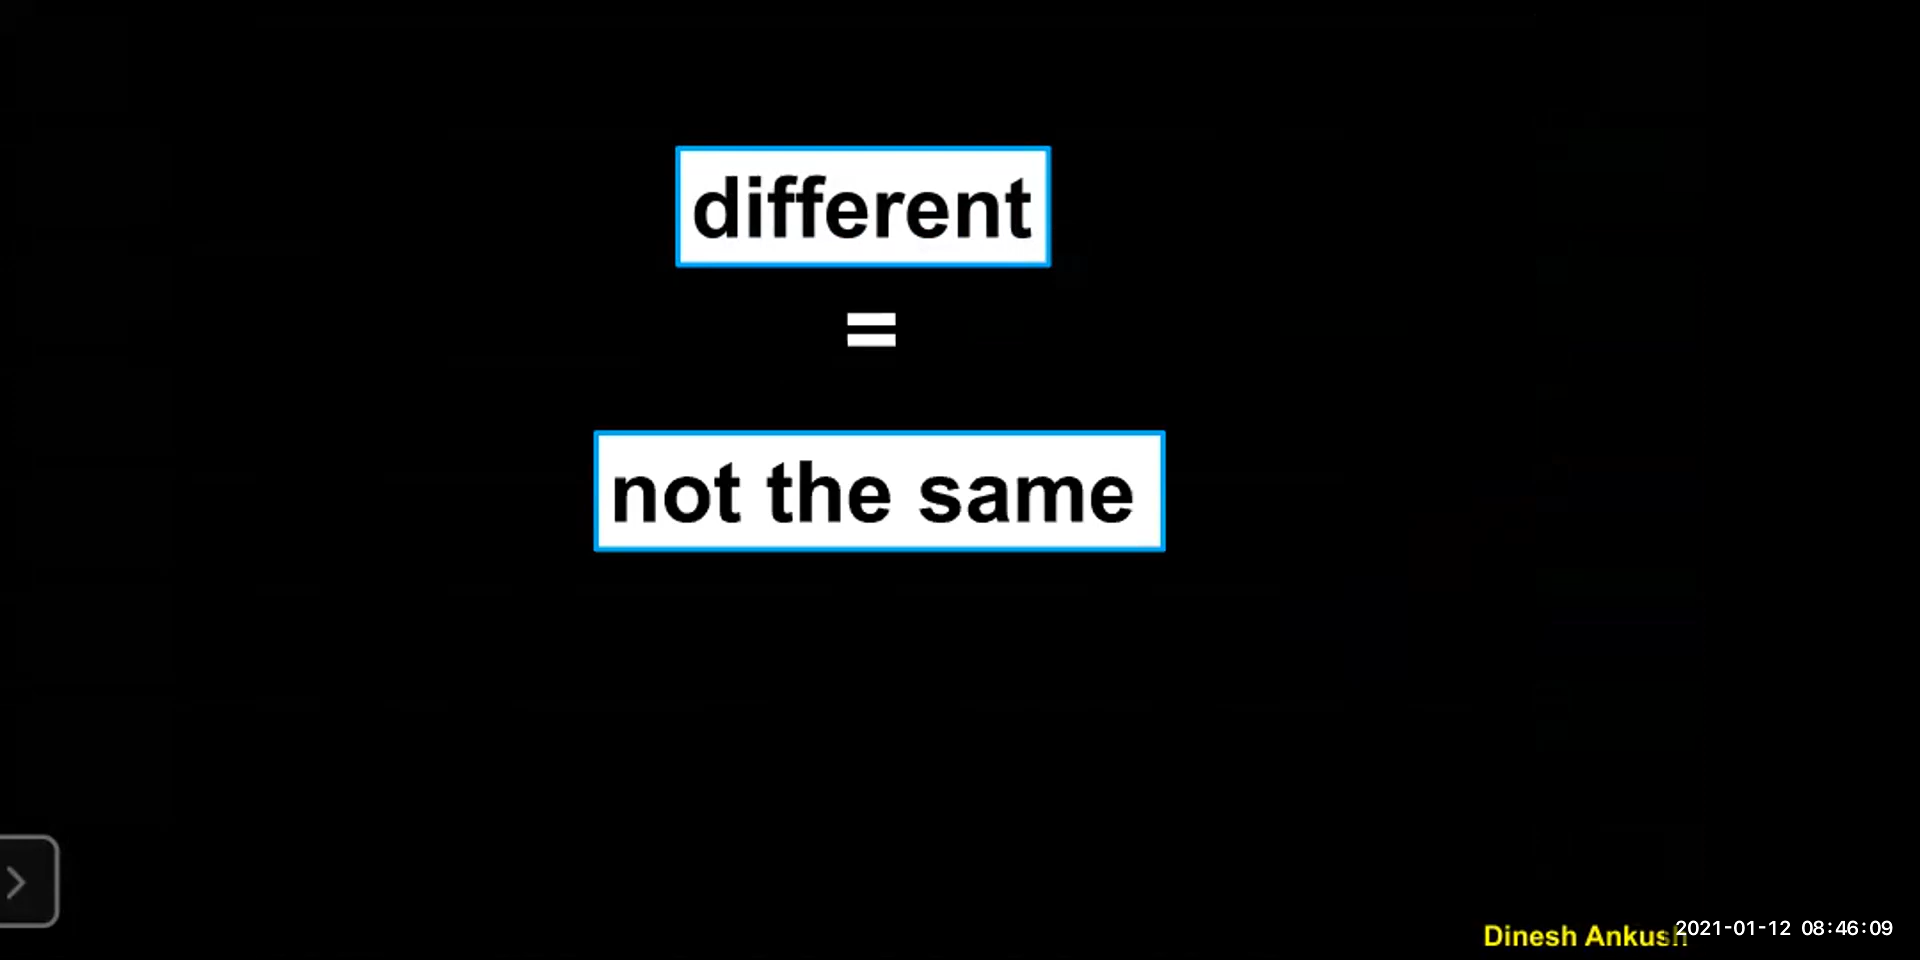 different
=
not the same
Dinesh Ankush 2021-01-12 08:46:09